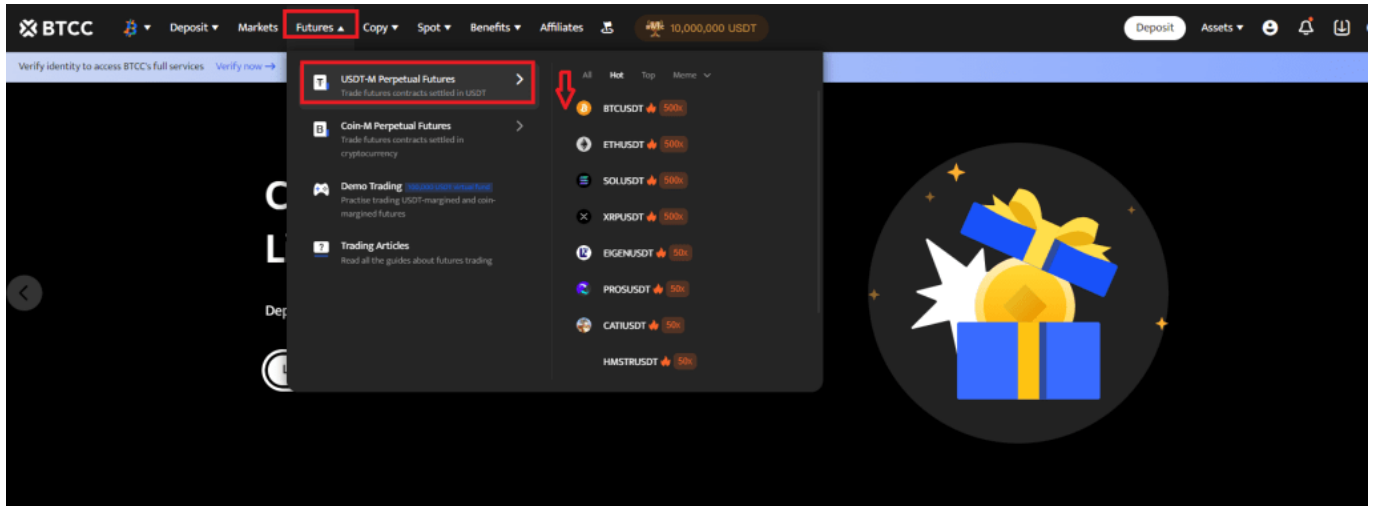 BTCC
Deposit
Markets
Futures
Copy
Spot
Benefits
Affiliates
10,000,000 USDT
Deposit
Assets
Verify identity to access BTCC's full services Verify now →
USDT-M Perpetual Futures
Trade futures contracts settled in USDT
Coin-M Perpetual Futures
Trade futures contracts settled in
cryptocurrency
Demo Trading
Practise trading USDT-margined and coin-
margined futures
Trading Articles
Read all the guides about futures trading
All Hot Top Meme
BTCUSDT 500x
ETHUSDT 500x
SOLUSDT 500x
XRPUSDT 500x
EIGENUSDT 50x
PROSUSDT 50x
CATIUSDT 50x
HMSTRUSDT 50x
C
L
Dep
L